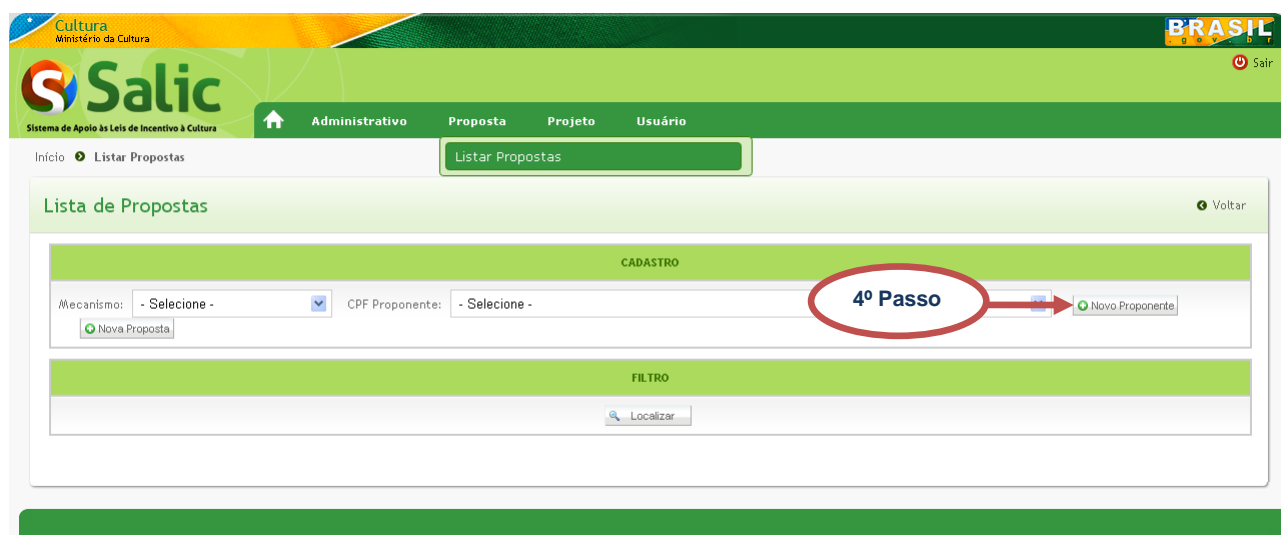 Cultura
Ministério da Cultura
BRASIL
.gov.br
Sair
Salic
Sistema de Apoio às Leis de Incentivo à Cultura
Administrativo Proposta Projeto Usuário
Início Listar Propostas
Listar Propostas
Lista de Propostas
Voltar
CADASTRO
Mecanismo: - Selecione - CPF Proponente: - Selecione - 4º Passo Novo Proponente
Nova Proposta
FILTRO
Localizar